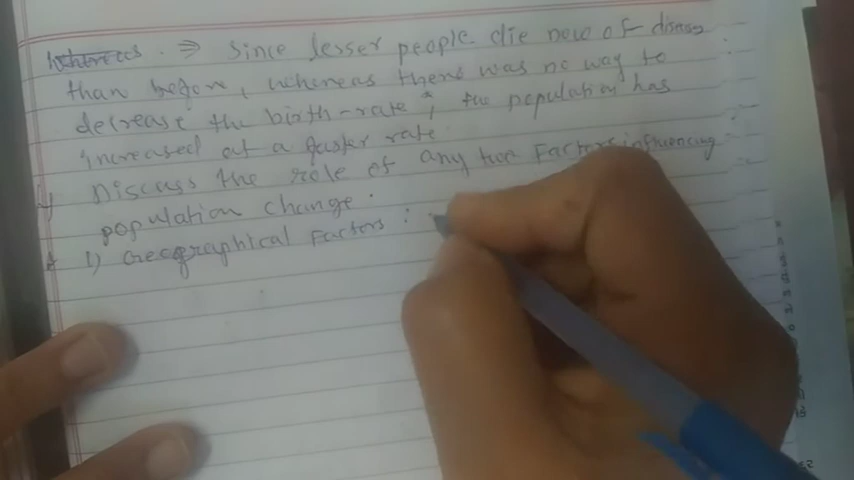 whereas . ⇒ Since lesser people die now of diseases
than before, whereas there was no way to
decrease the birth-rate, the population has
increased at a faster rate.
Discuss the role of any two Factors influencing
population change.
1) Geographical Factors :